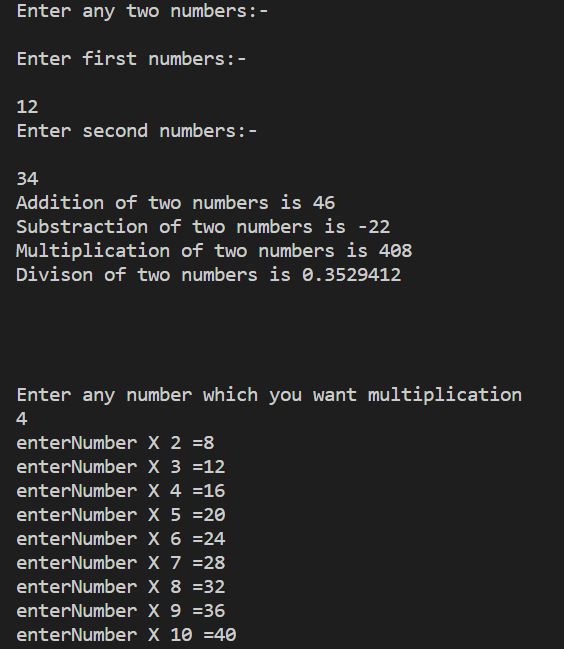 Enter any two numbers:-
Enter first numbers:-
12
Enter second numbers:-
34
Addition of two numbers is 46
Substraction of two numbers is -22
Multiplication of two numbers is 408
Divison of two numbers is 0.3529412
Enter any number which you want multiplication
4
enterNumber X 2 =8
enterNumber X 3 =12
enterNumber X 4 =16
enterNumber X 5 =20
enterNumber X 6 =24
enterNumber X 7 =28
enterNumber X 8 =32
enterNumber X 9 =36
enterNumber X 10 =40